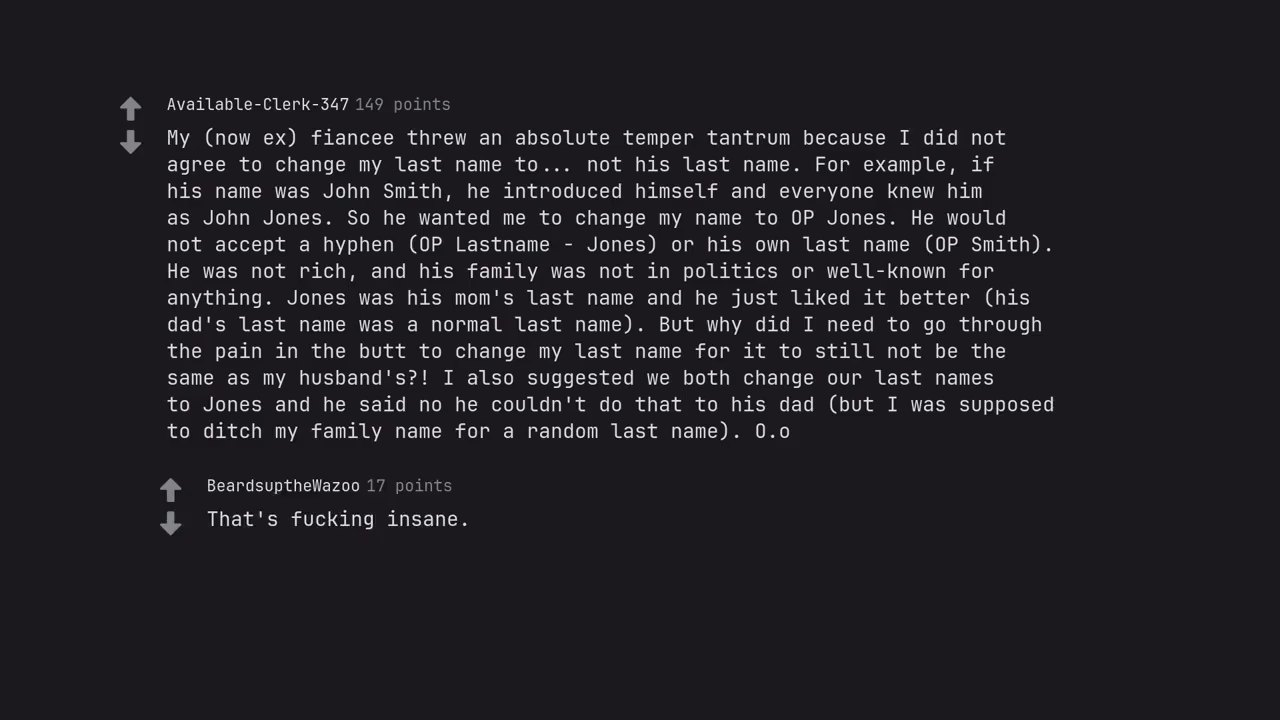 Available-Clerk-347 149 points
My (now ex) fiancee threw an absolute temper tantrum because I did not
agree to change my last name to... not his last name. For example, if
his name was John Smith, he introduced himself and everyone knew him
as John Jones. So he wanted me to change my name to OP Jones. He would
not accept a hyphen (OP Lastname - Jones) or his own last name (OP Smith).
He was not rich, and his family was not in politics or well-known for
anything. Jones was his mom's last name and he just liked it better (his
dad's last name was a normal last name). But why did I need to go through
the pain in the butt to change my last name for it to still not be the
same as my husband's?! I also suggested we both change our last names
to Jones and he said no he couldn't do that to his dad (but I was supposed
to ditch my family name for a random last name). O.o
BeardsuptheWazoo 17 points
That's fucking insane.